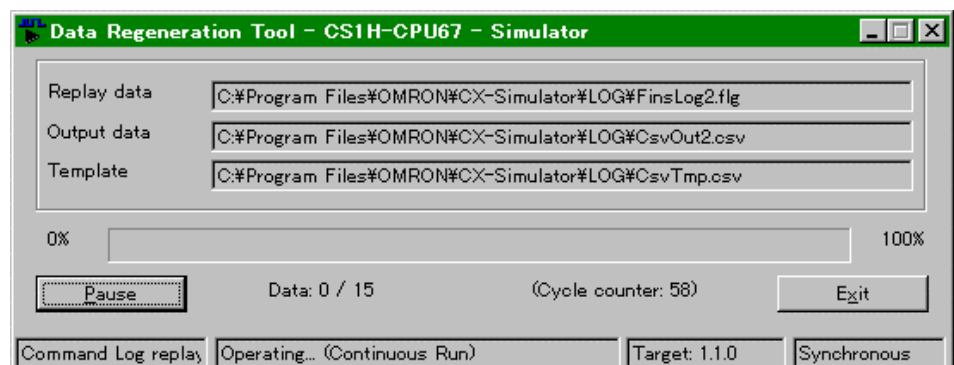 Data Regeneration Tool - CS1H-CPU67 - Simulator
Replay data C:¥Program Files¥OMRON¥CX-Simulator¥LOG¥FinsLog2.flg
Output data C:¥Program Files¥OMRON¥CX-Simulator¥LOG¥CsvOut2.csv
Template C:¥Program Files¥OMRON¥CX-Simulator¥LOG¥CsvTmp.csv
0% 100%
Pause Data: 0 / 15 (Cycle counter: 58) Exit
Command Log replay Operating... (Continuous Run) Target: 1.1.0 Synchronous